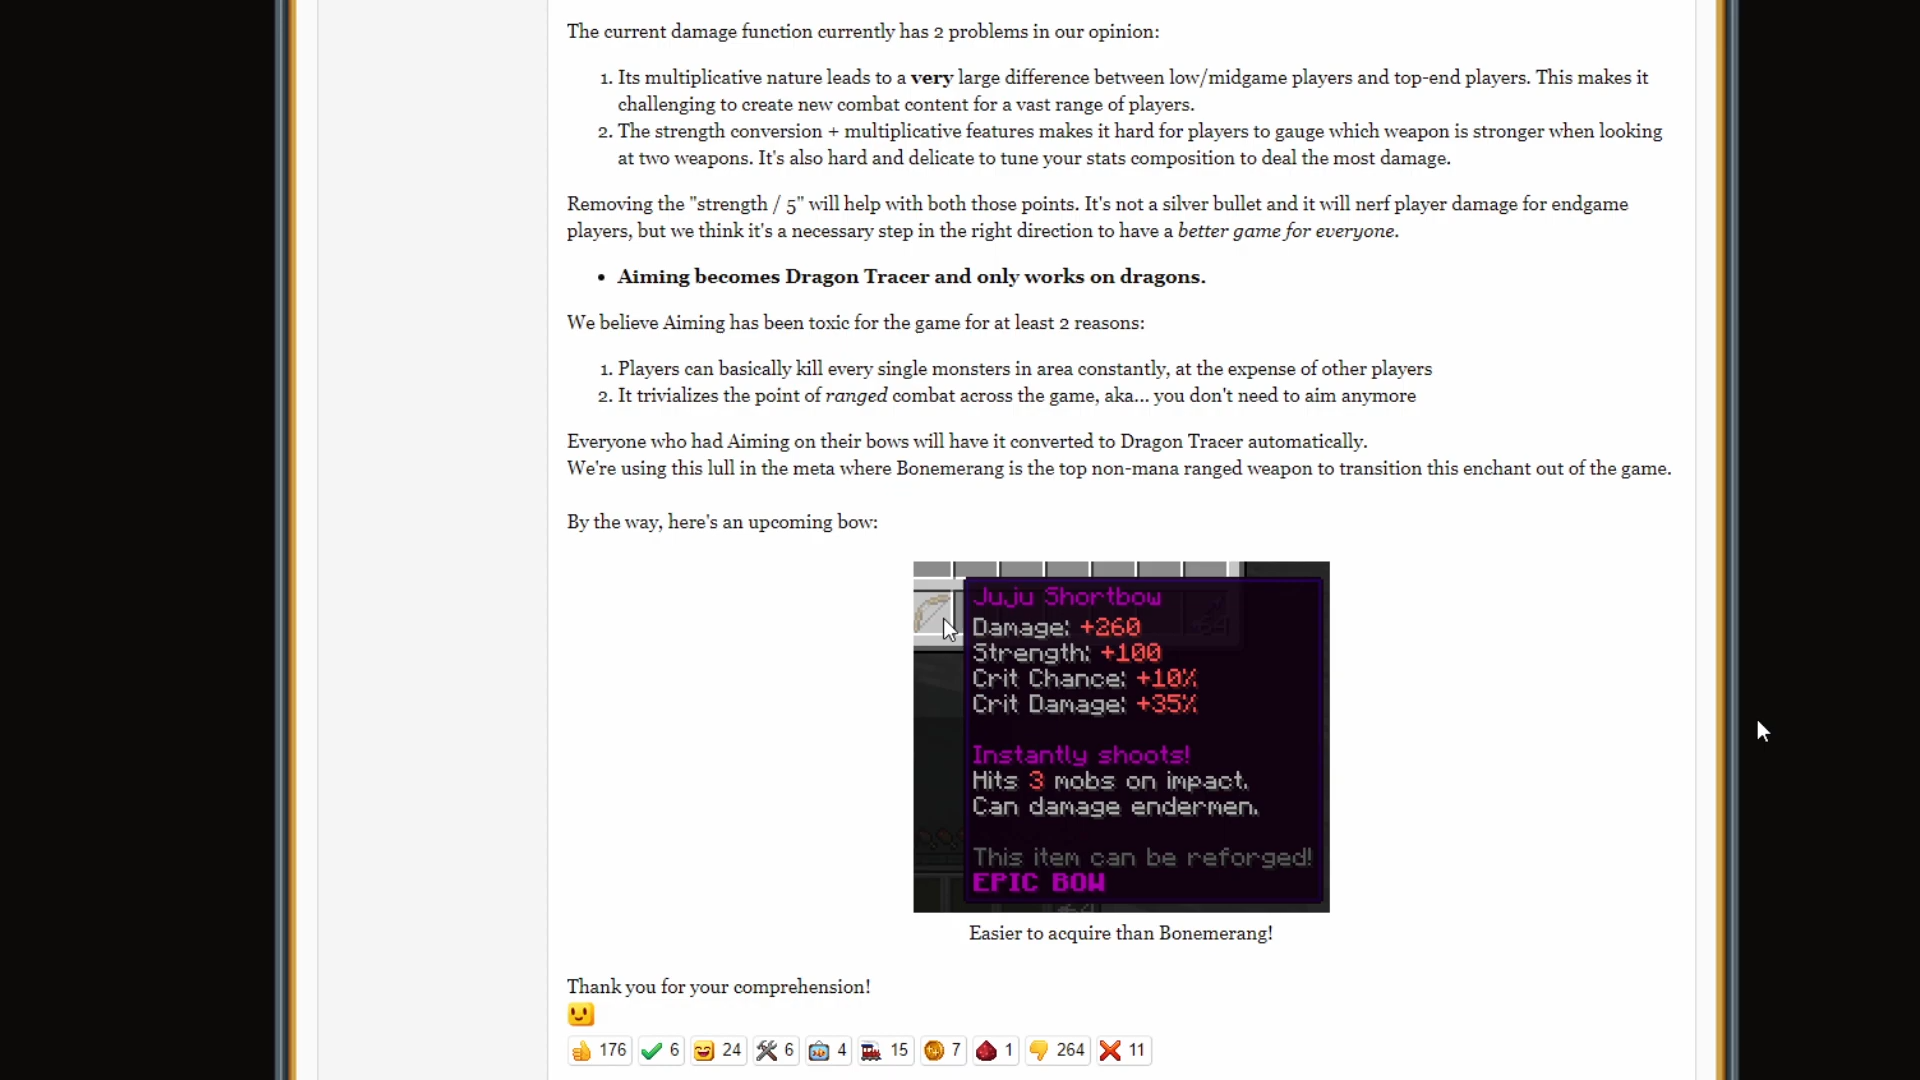 The current damage function currently has 2 problems in our opinion:
1. Its multiplicative nature leads to a very large difference between low/midgame players and top-end players. This makes it
challenging to create new combat content for a vast range of players.
2. The strength conversion + multiplicative features makes it hard for players to gauge which weapon is stronger when looking
at two weapons. It's also hard and delicate to tune your stats composition to deal the most damage.
Removing the "strength / 5" will help with both those points. It's not a silver bullet and it will nerf player damage for endgame
players, but we think it's a necessary step in the right direction to have a better game for everyone.
• Aiming becomes Dragon Tracer and only works on dragons.
We believe Aiming has been toxic for the game for at least 2 reasons:
1. Players can basically kill every single monsters in area constantly, at the expense of other players
2. It trivializes the point of ranged combat across the game, aka... you don't need to aim anymore
Everyone who had Aiming on their bows will have it converted to Dragon Tracer automatically.
We're using this lull in the meta where Bonemerang is the top non-mana ranged weapon to transition this enchant out of the game.
By the way, here's an upcoming bow:
Juju Shortbow
Damage: +260
Strength: +100
Crit Chance: +10%
Crit Damage: +35%
Instantly shoots!
Hits 3 mobs on impact.
Can damage endermen.
This item can be reforged!
EPIC BOW
Easier to acquire than Bonemerang!
Thank you for your comprehension!
176 6 24 6 4 15 7 1 264 11